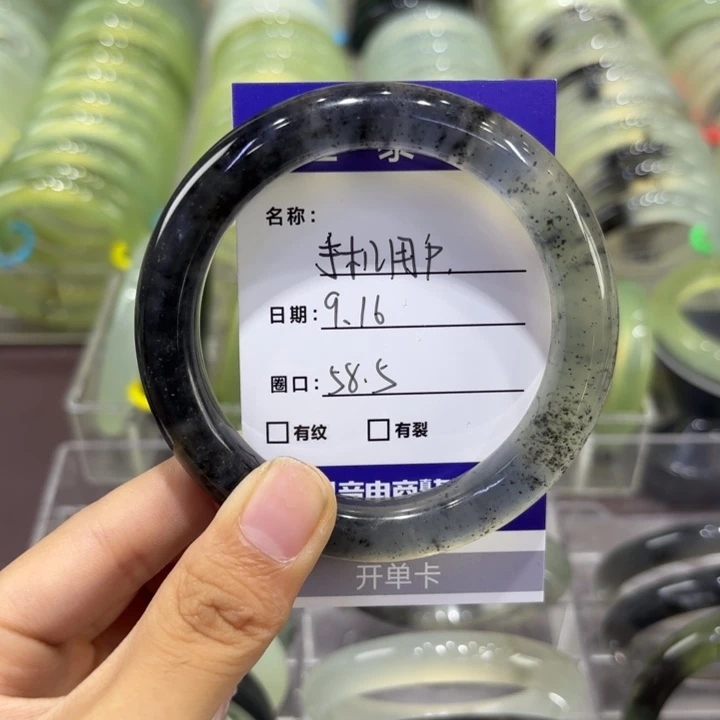 名称：
手机用户.
日期：9.16
圈口：58.5
□有纹 □有裂
开单卡